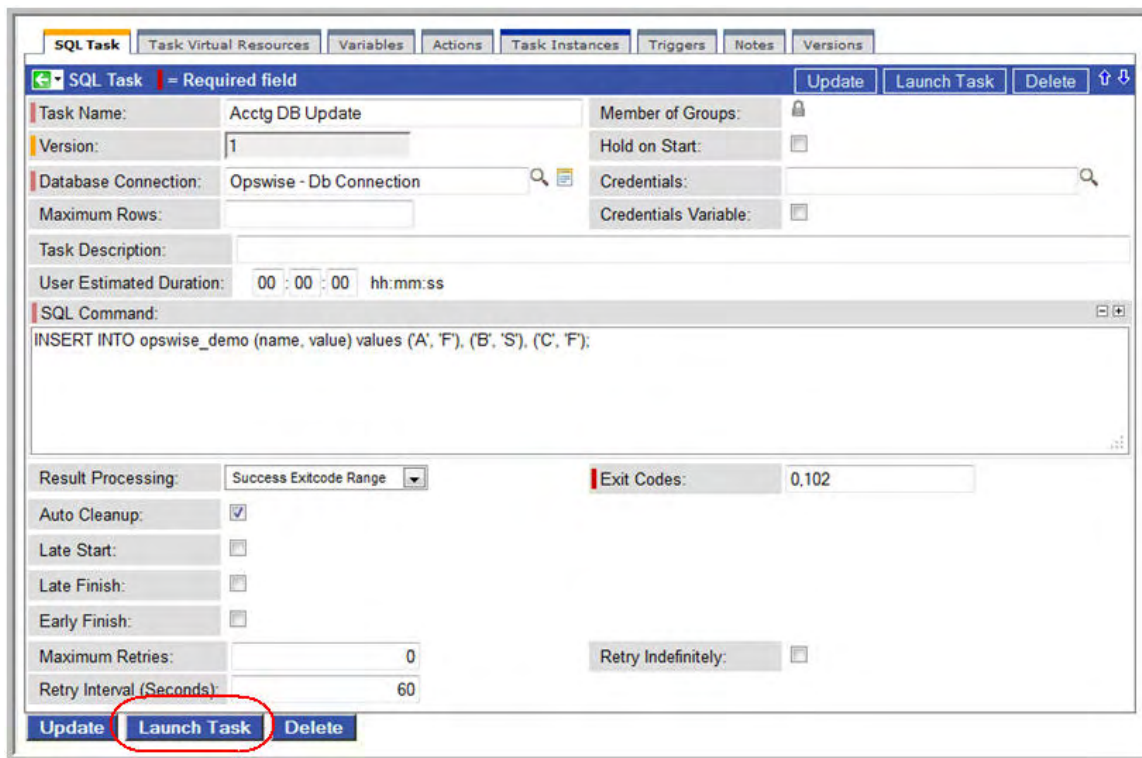 SQL Task Task Virtual Resources Variables Actions Task Instances Triggers Notes Versions
SQL Task = Required field Update Launch Task Delete
Task Name: Acctg DB Update Member of Groups:
Version: 1 Hold on Start:
Database Connection: Opswise - Db Connection Credentials:
Maximum Rows: Credentials Variable:
Task Description:
User Estimated Duration: 00 : 00 : 00 hh:mm:ss
SQL Command:
INSERT INTO opswise_demo (name, value) values ('A', 'F'), ('B', 'S'), ('C', 'F');
Result Processing: Success Exitcode Range Exit Codes: 0,102
Auto Cleanup:
Late Start:
Late Finish:
Early Finish:
Maximum Retries: 0 Retry Indefinitely:
Retry Interval (Seconds): 60
Update Launch Task Delete